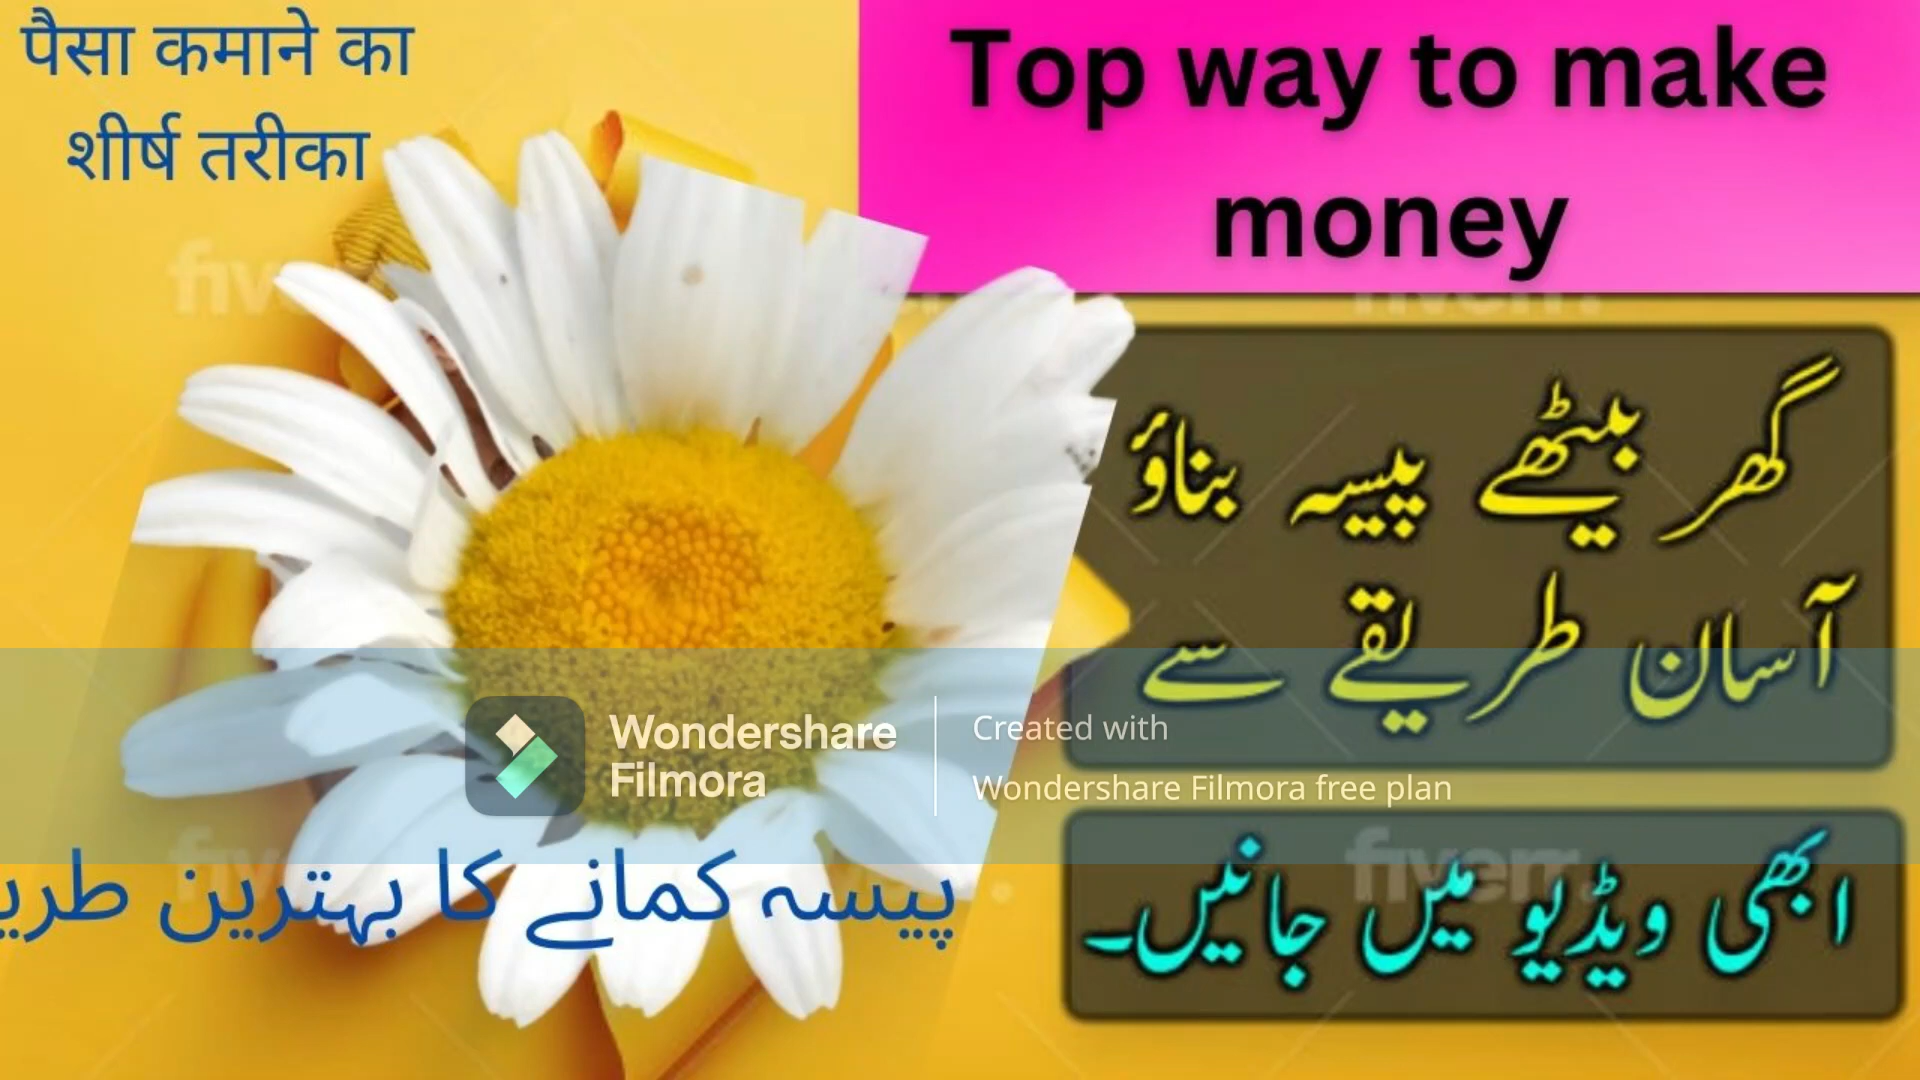 पैसा कमाने का
शीर्ष तरीका
Top way to make
money
گھر بیٹھے پیسہ بناؤ
آسان طریقے سے
Wondershare
Filmora
Created with
Wondershare Filmora free plan
پیسہ کمانے کا بہترین
ابھی ویڈیو میں جانیں۔
fiverr.